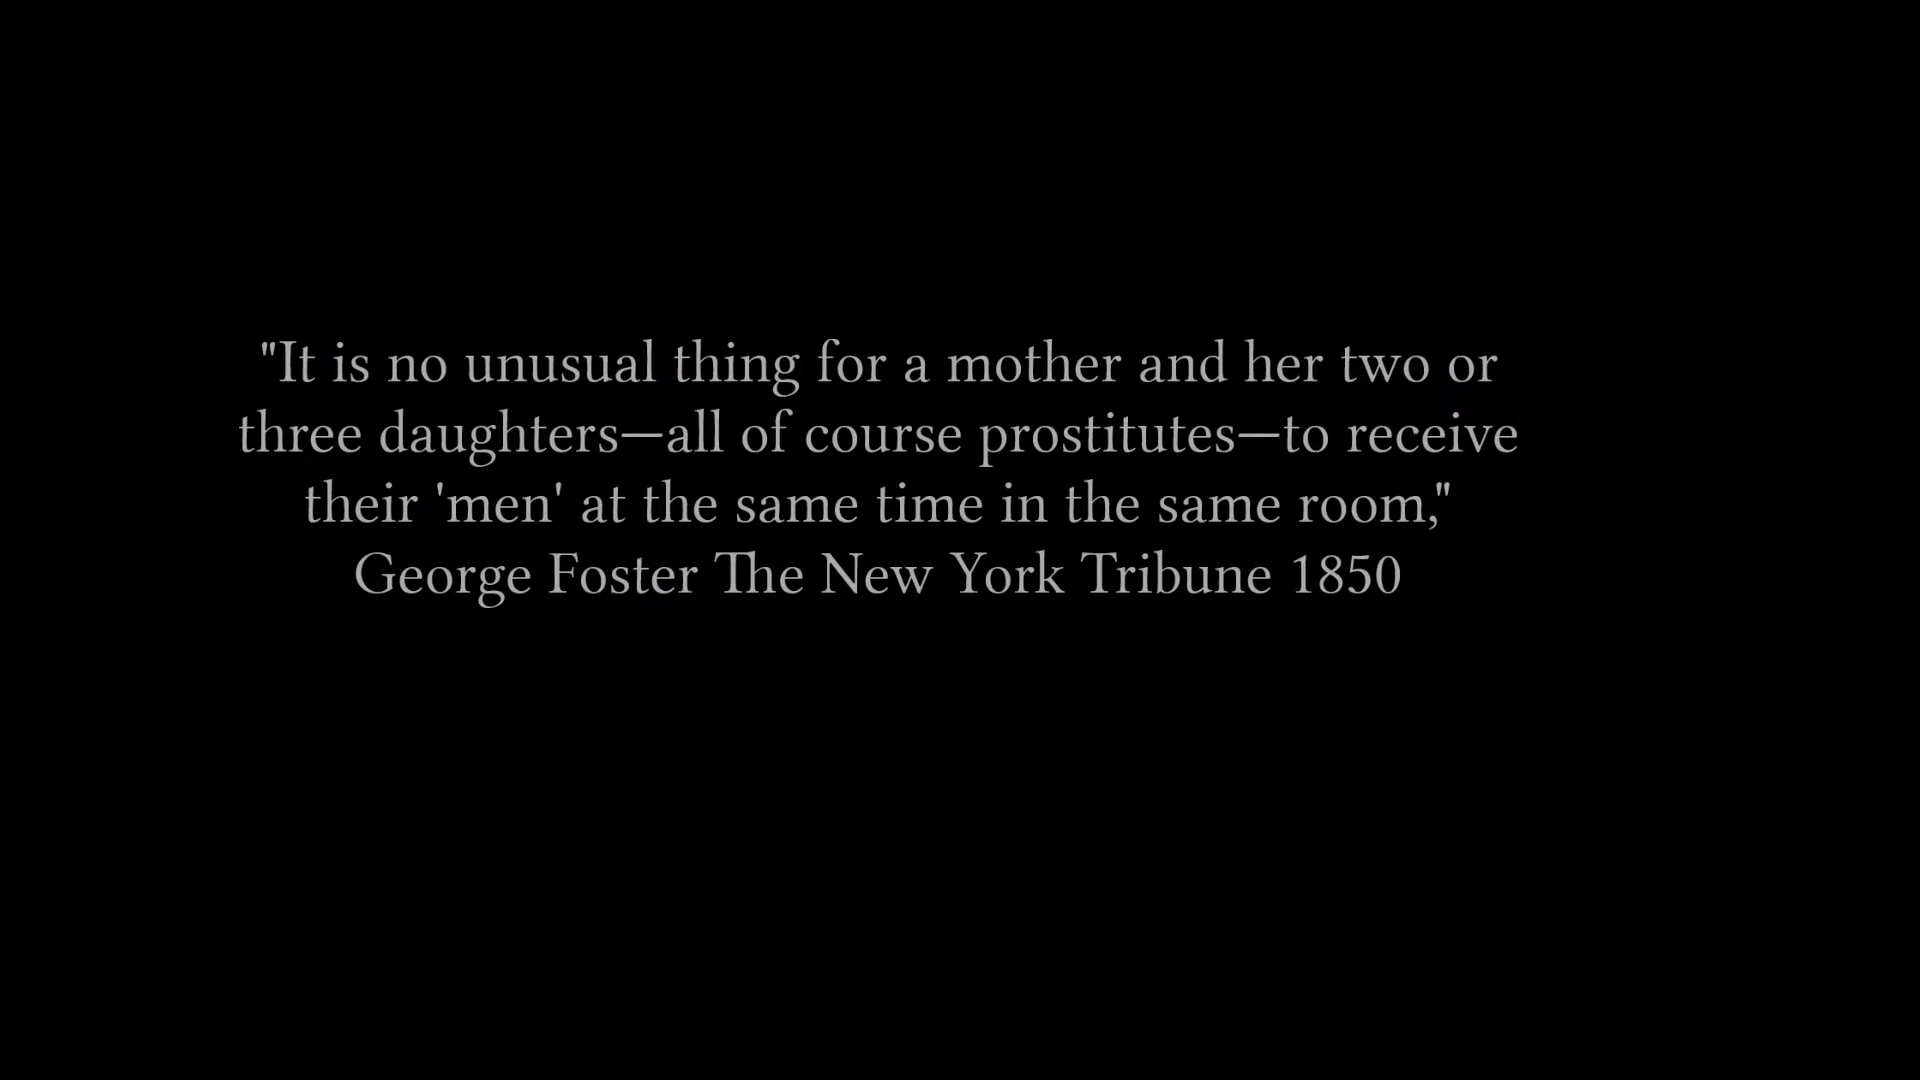 "It is no unusual thing for a mother and her two or
three daughters—all of course prostitutes—to receive
their 'men' at the same time in the same room,"
George Foster The New York Tribune 1850